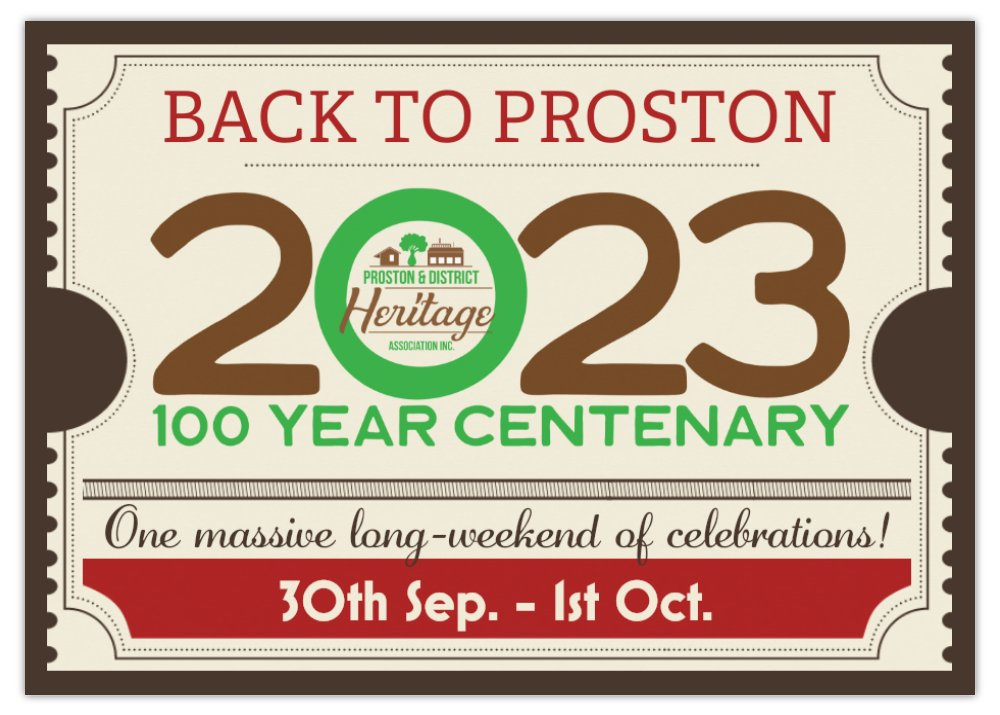 BACK TO PROSTON
2023
PROSTON & DISTRICT
Heritage
ASSOCIATION INC.
100 YEAR CENTENARY
One massive long-weekend of celebrations!
30th Sep. - 1st Oct.